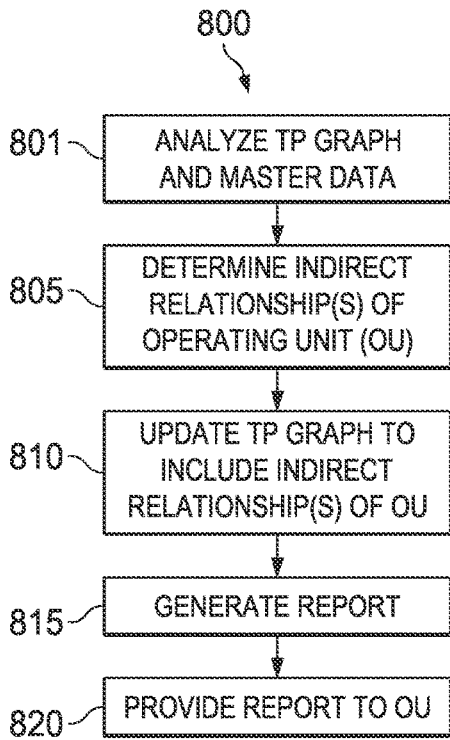 800
801
ANALYZE TP GRAPH
AND MASTER DATA
805
DETERMINE INDIRECT
RELATIONSHIP(S) OF
OPERATING UNIT (OU)
810
UPDATE TP GRAPH TO
INCLUDE INDIRECT
RELATIONSHIP(S) OF OU
815
GENERATE REPORT
820
PROVIDE REPORT TO OU